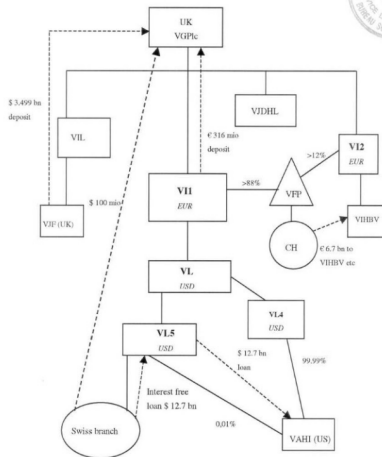 UK
VGPlc
$ 3.499 bn
deposit
€ 316 mio
deposit
VJDHL
VIL
VI2
EUR
>12%
>88%
VI1
EUR
VFP
$ 100 mio
VJF (UK)
CH
VIHBV
€ 6.7 bn to
VIHBV etc
VL
USD
VL4
USD
VL5
USD
$ 12.7 bn
loan
99.99%
Interest free
loan $ 12.7 bn
0,01%
Swiss branch
VAHI (US)